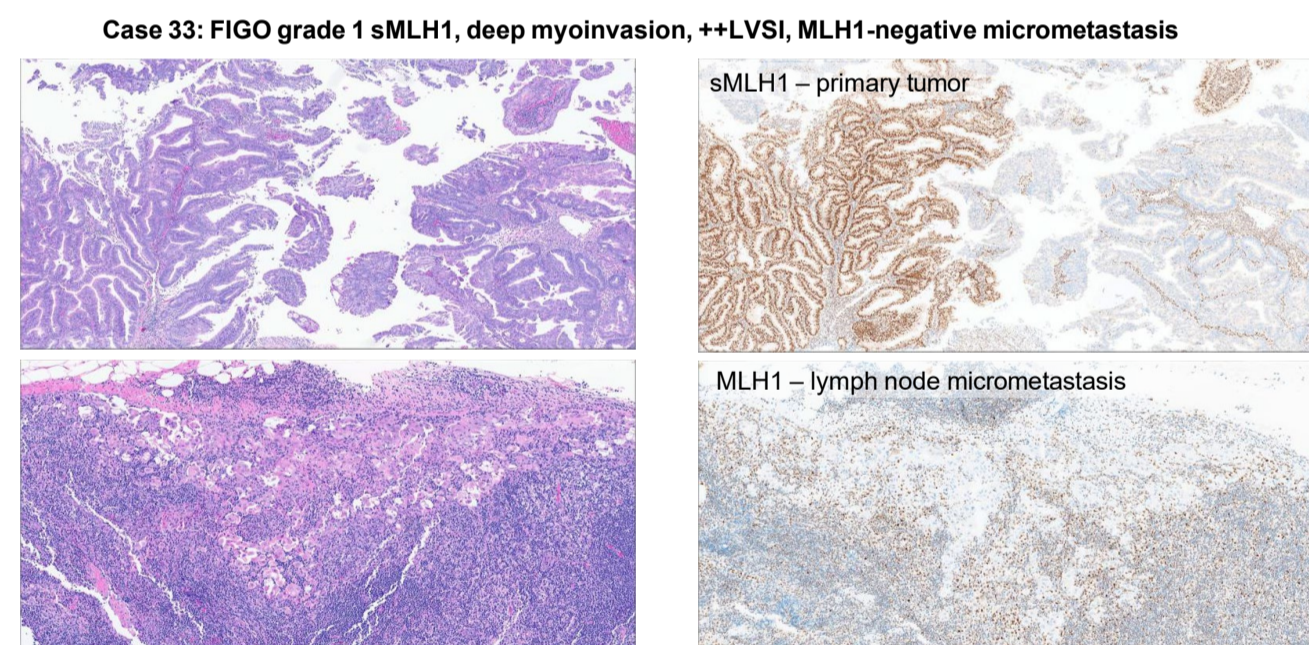 Case 33: FIGO grade 1 sMLH1, deep myoinvasion, ++LVSI, MLH1-negative micrometastasis
sMLH1 – primary tumor
MLH1 – lymph node micrometastasis